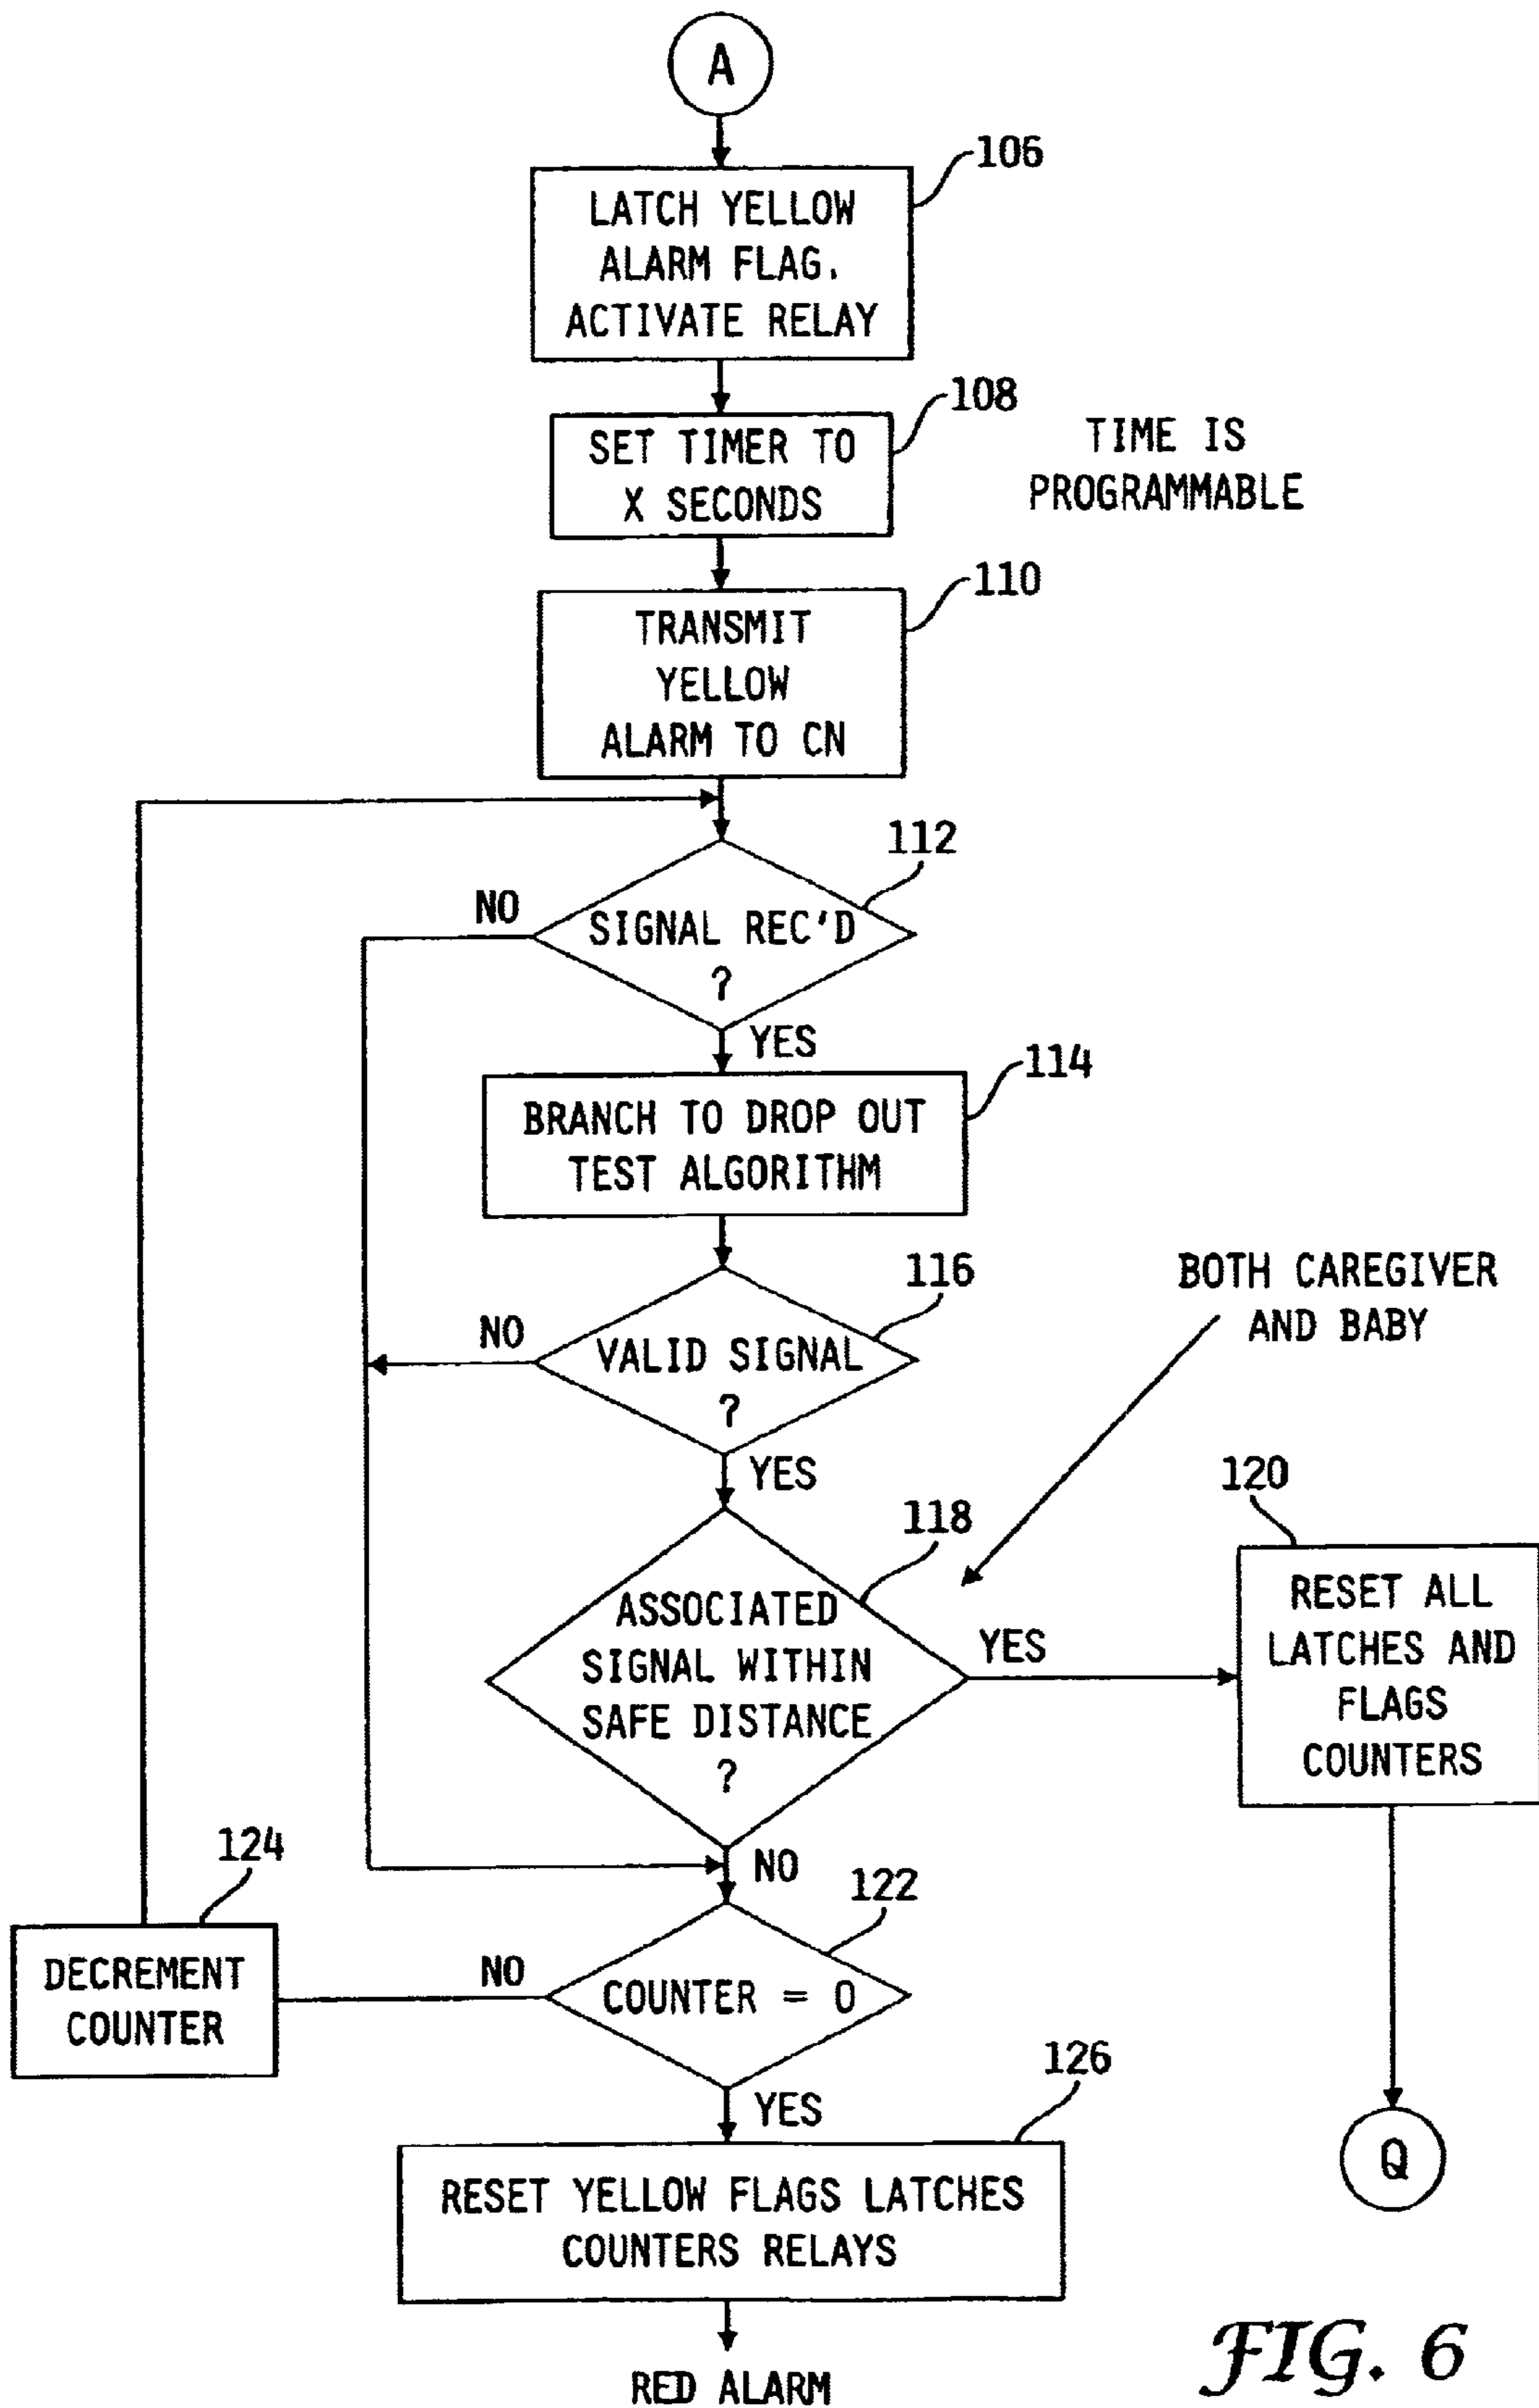 A
106
LATCH YELLOW
ALARM FLAG.
ACTIVATE RELAY
108
SET TIMER TO
X SECONDS
TIME IS
PROGRAMMABLE
110
TRANSMIT
YELLOW
ALARM TO CN
112
NO
SIGNAL REC'D
?
YES
114
BRANCH TO DROP OUT
TEST ALGORITHM
116
NO
VALID SIGNAL
?
YES
BOTH CAREGIVER
AND BABY
118
ASSOCIATED
SIGNAL WITHIN
SAFE DISTANCE
?
YES
120
RESET ALL
LATCHES AND
FLAGS
COUNTERS
NO
124
DECREMENT
COUNTER
122
NO
COUNTER = 0
YES
126
RESET YELLOW FLAGS LATCHES
COUNTERS RELAYS
Q
RED ALARM
FIG. 6